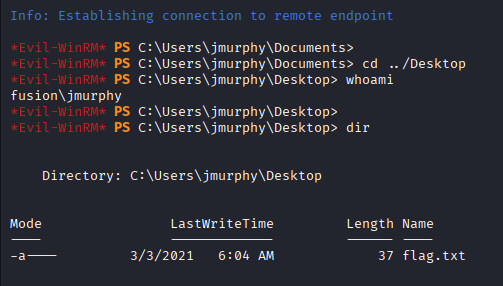 Info: Establishing connection to remote endpoint
*Evil-WinRM* PS C:\Users\jmurphy\Documents>
*Evil-WinRM* PS C:\Users\jmurphy\Documents> cd ../Desktop
*Evil-WinRM* PS C:\Users\jmurphy\Desktop> whoami
fusion\jmurphy
*Evil-WinRM* PS C:\Users\jmurphy\Desktop>
*Evil-WinRM* PS C:\Users\jmurphy\Desktop> dir
Directory: C:\Users\jmurphy\Desktop
Mode LastWriteTime Length Name
---- ------------- ------ ----
-a---- 3/3/2021 6:04 AM 37 flag.txt